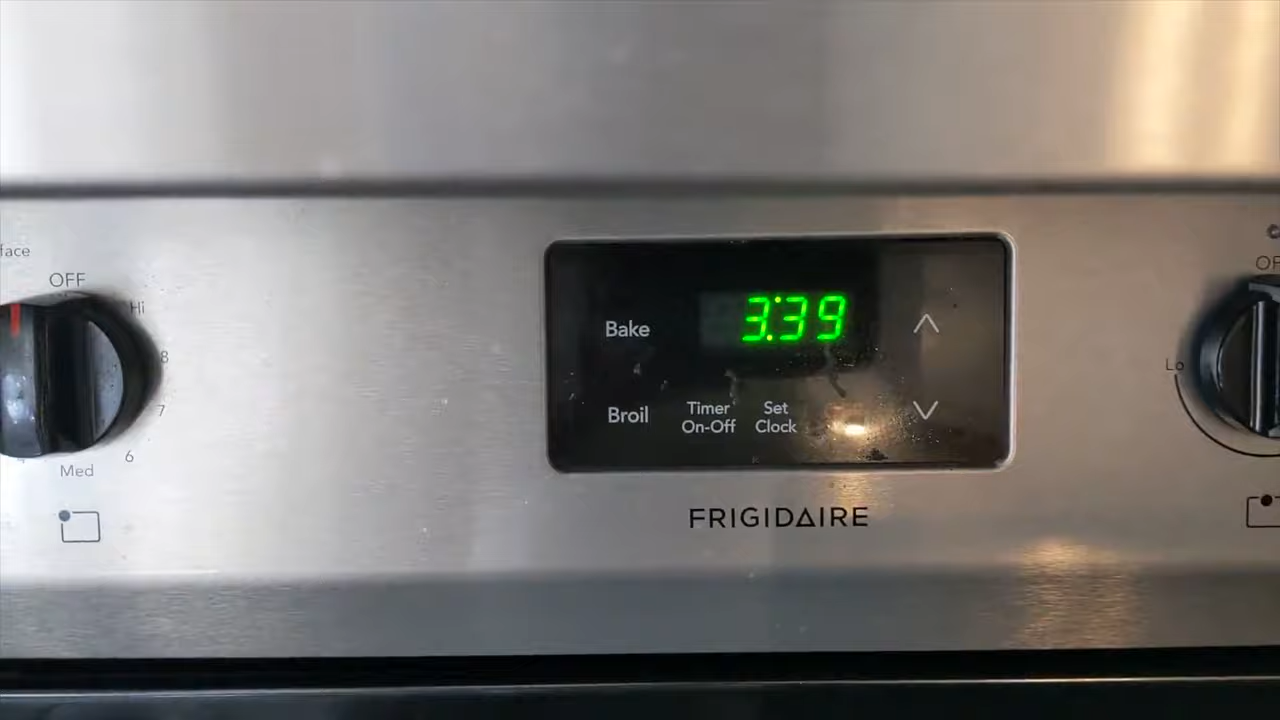 face
OFF
Hi
8
7
6
Med
3:39
Bake
Broil
Timer
On-Off
Set
Clock
FRIGIDAIRE
OF
Lo